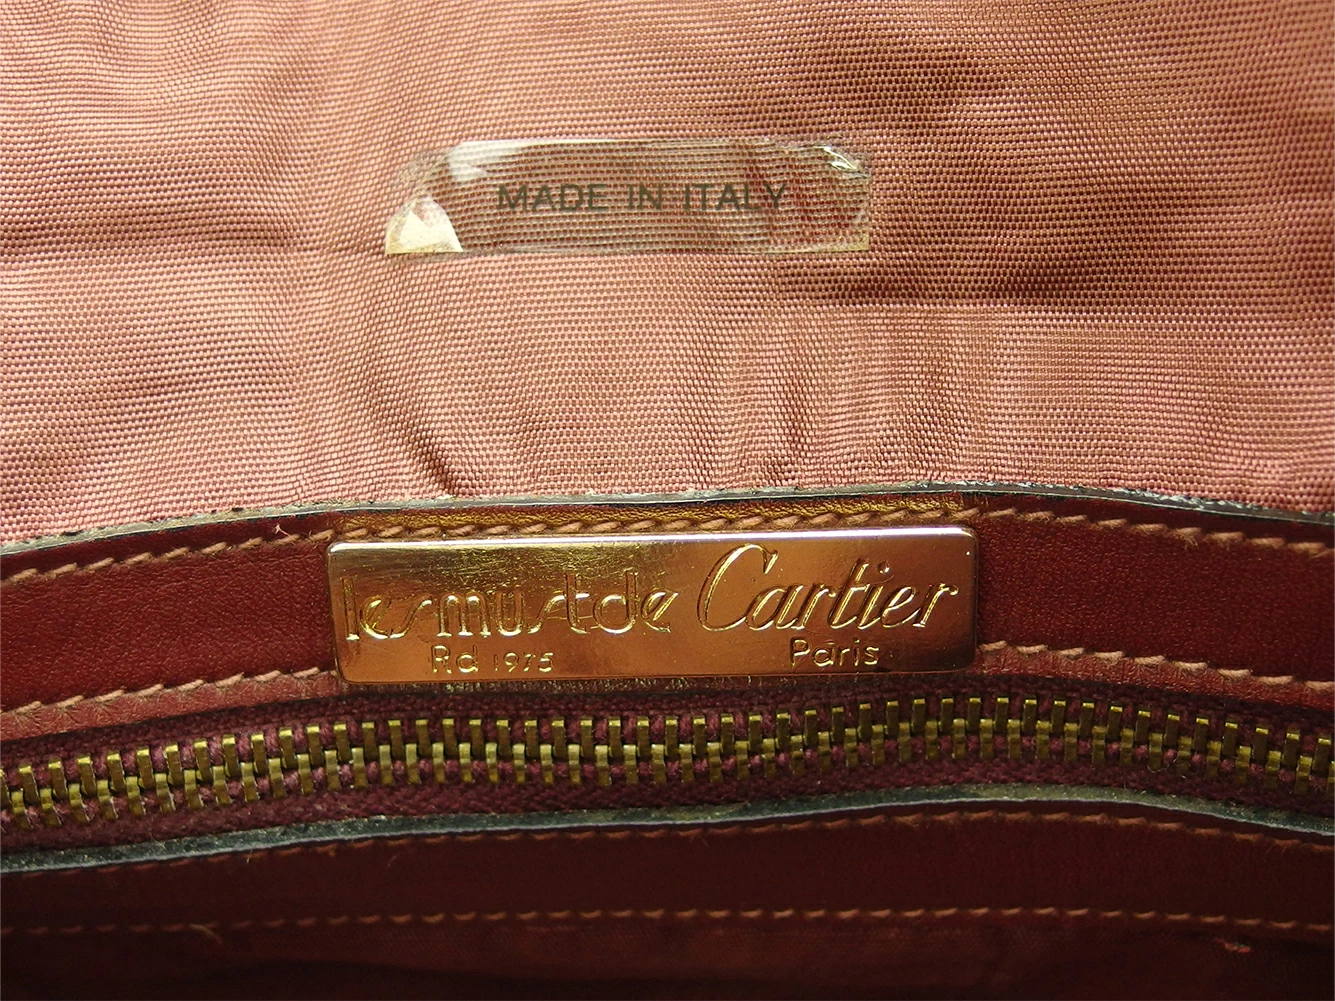 MADE IN ITALY
les must de Cartier
Rd 1975 Paris